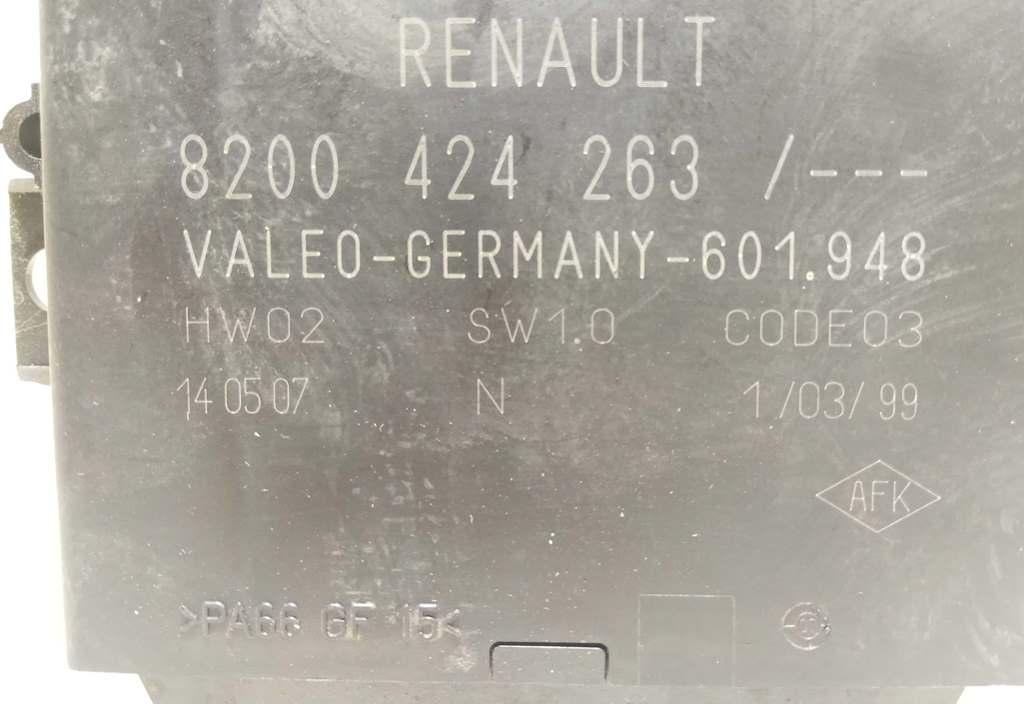 RENAULT
8200 424 263 /---
VALEO-GERMANY-601.948
HW02 SW1.0 CODE03
14 05 07 N 1/03/99
AFK
>PA66 GF 15<